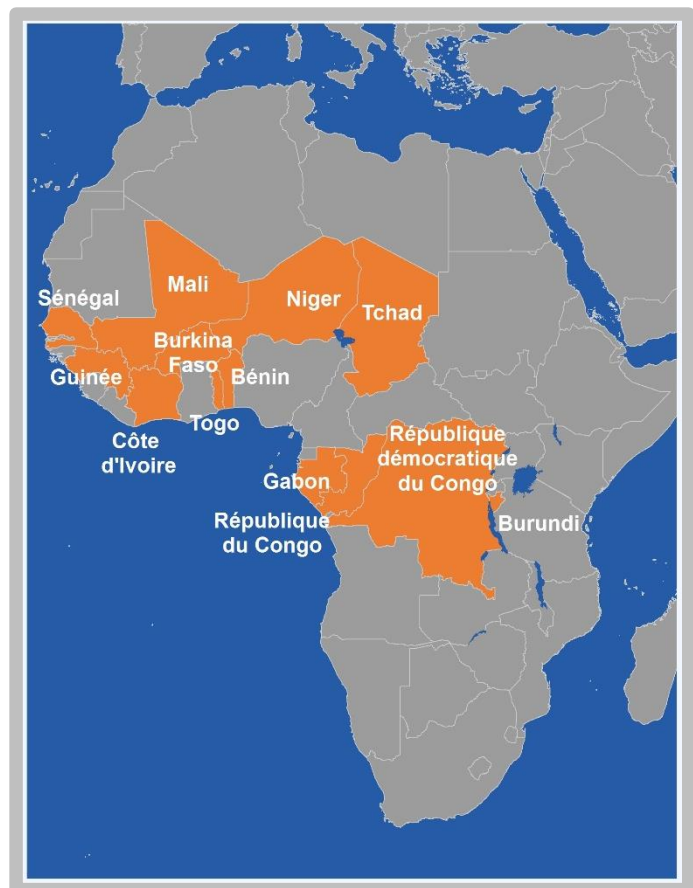 Mali
Niger
Tchad
Sénégal
Burkina
Faso
Bénin
Guinée
Togo
Côte
d'Ivoire
République
démocratique
du Congo
Gabon
République
du Congo
Burundi